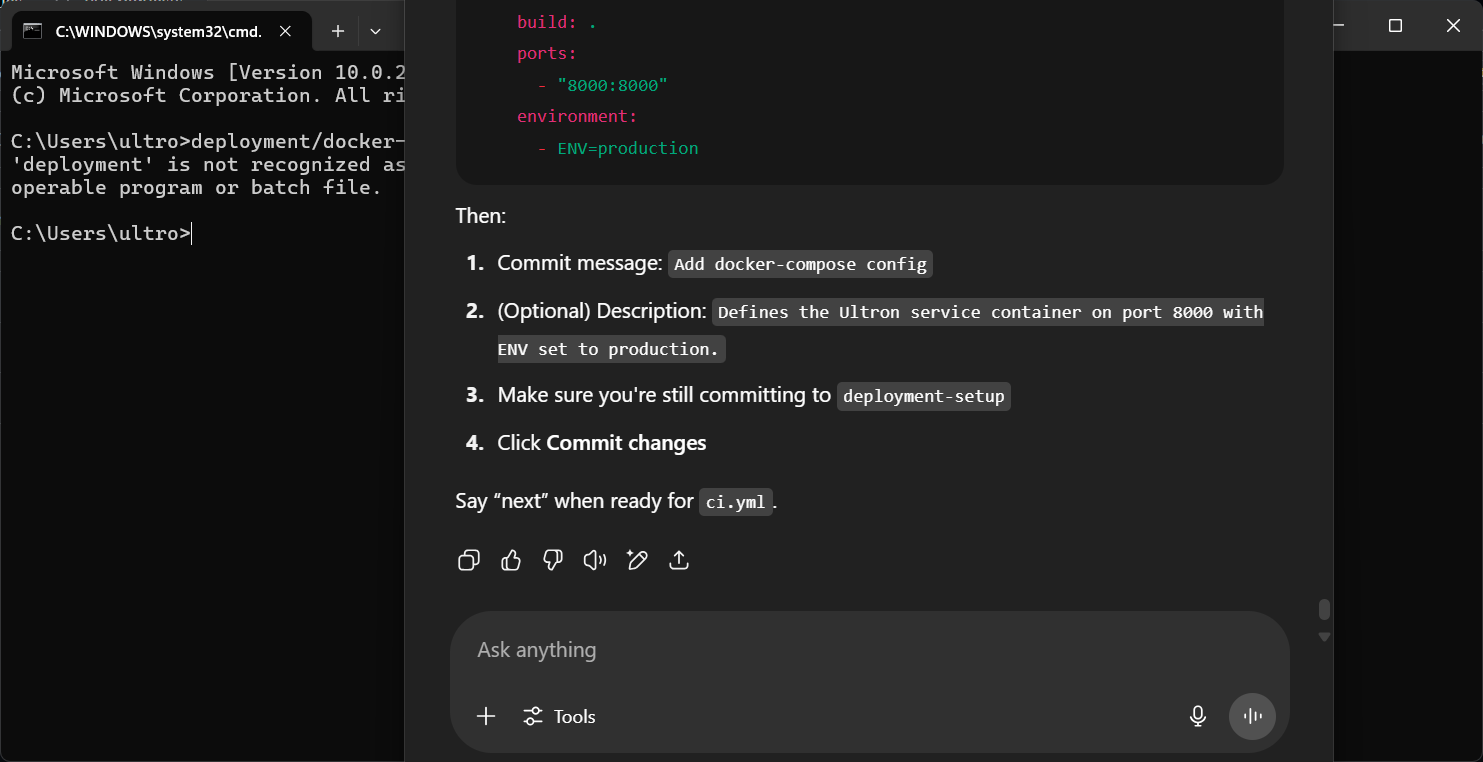 C:\WINDOWS\system32\cmd.
Microsoft Windows [Version 10.0.2
(c) Microsoft Corporation. All ri
C:\Users\ultro>deployment/docker-
'deployment' is not recognized as
operable program or batch file.
C:\Users\ultro>
build: .
ports:
- "8000:8000"
environment:
- ENV=production
Then:
1. Commit message: Add docker-compose config
2. (Optional) Description: Defines the Ultron service container on port 8000 with
ENV set to production.
3. Make sure you're still committing to deployment-setup
4. Click Commit changes
Say “next” when ready for ci.yml.
Ask anything
Tools